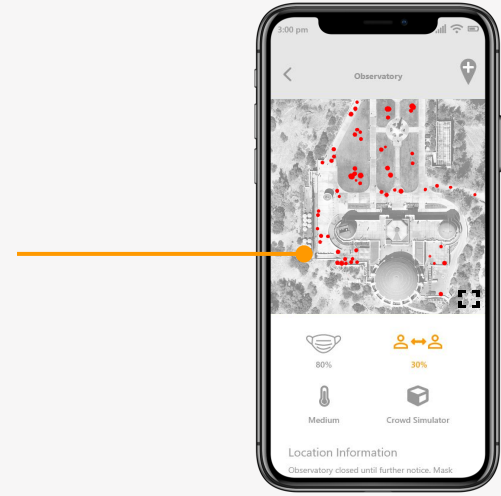 3:00 pm
Observatory
80%
30%
Medium
Crowd Simulator
Location Information
Observatory closed until further notice. Mask